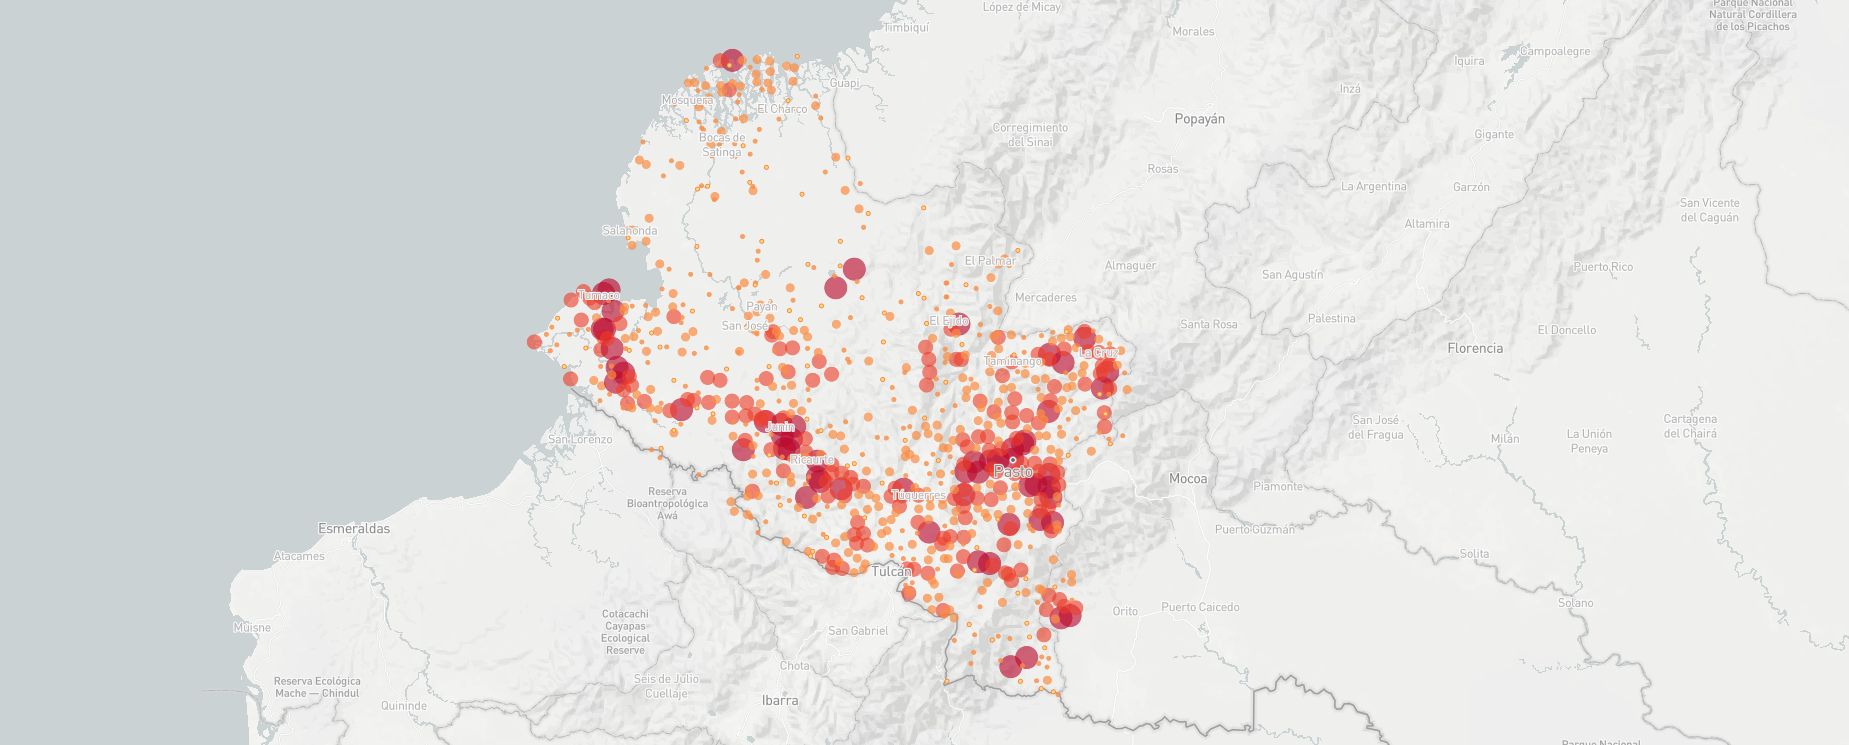 López de Micay
Parque Nacional
Natural Cordillera
de los Picachos
Timbiquí
Morales
Campoalegre
Iquira
Guapi
Inzá
Mosquera
El Charco
Popayán
Corregimiento
del Sinai
Gigante
Bocas de
Satinga
Rosas
La Argentina
Garzón
San Vicente
del Caguán
Altamira
Salahonda
El Palmar
Almaguer
San Agustín
Puerto Rico
Tumaco
Mercaderes
Payán
San José
El Ejido
Santa Rosa
Palestina
El Doncello
Florencia
Taminango
La Cruz
San José
del Fragua
Cartagena
del Chairá
Junin
San Lorenzo
Milán
La Unión
Peneya
Ricaurte
Pasto
Mocoa
Piamonte
Reserva
Bioantropológica
Awá
Túquerres
Esmeraldas
Puerto Guzmán
Atacames
Solita
Tulcán
Solano
Orito
Puerto Caicedo
Muisne
Cotacachi
Cayapas
Ecological
Reserve
San Gabriel
Chota
Reserva Ecológica
Mache — Chindul
Seis de Julio
Cuellaje
Ibarra
Quininde
Parque Nacional